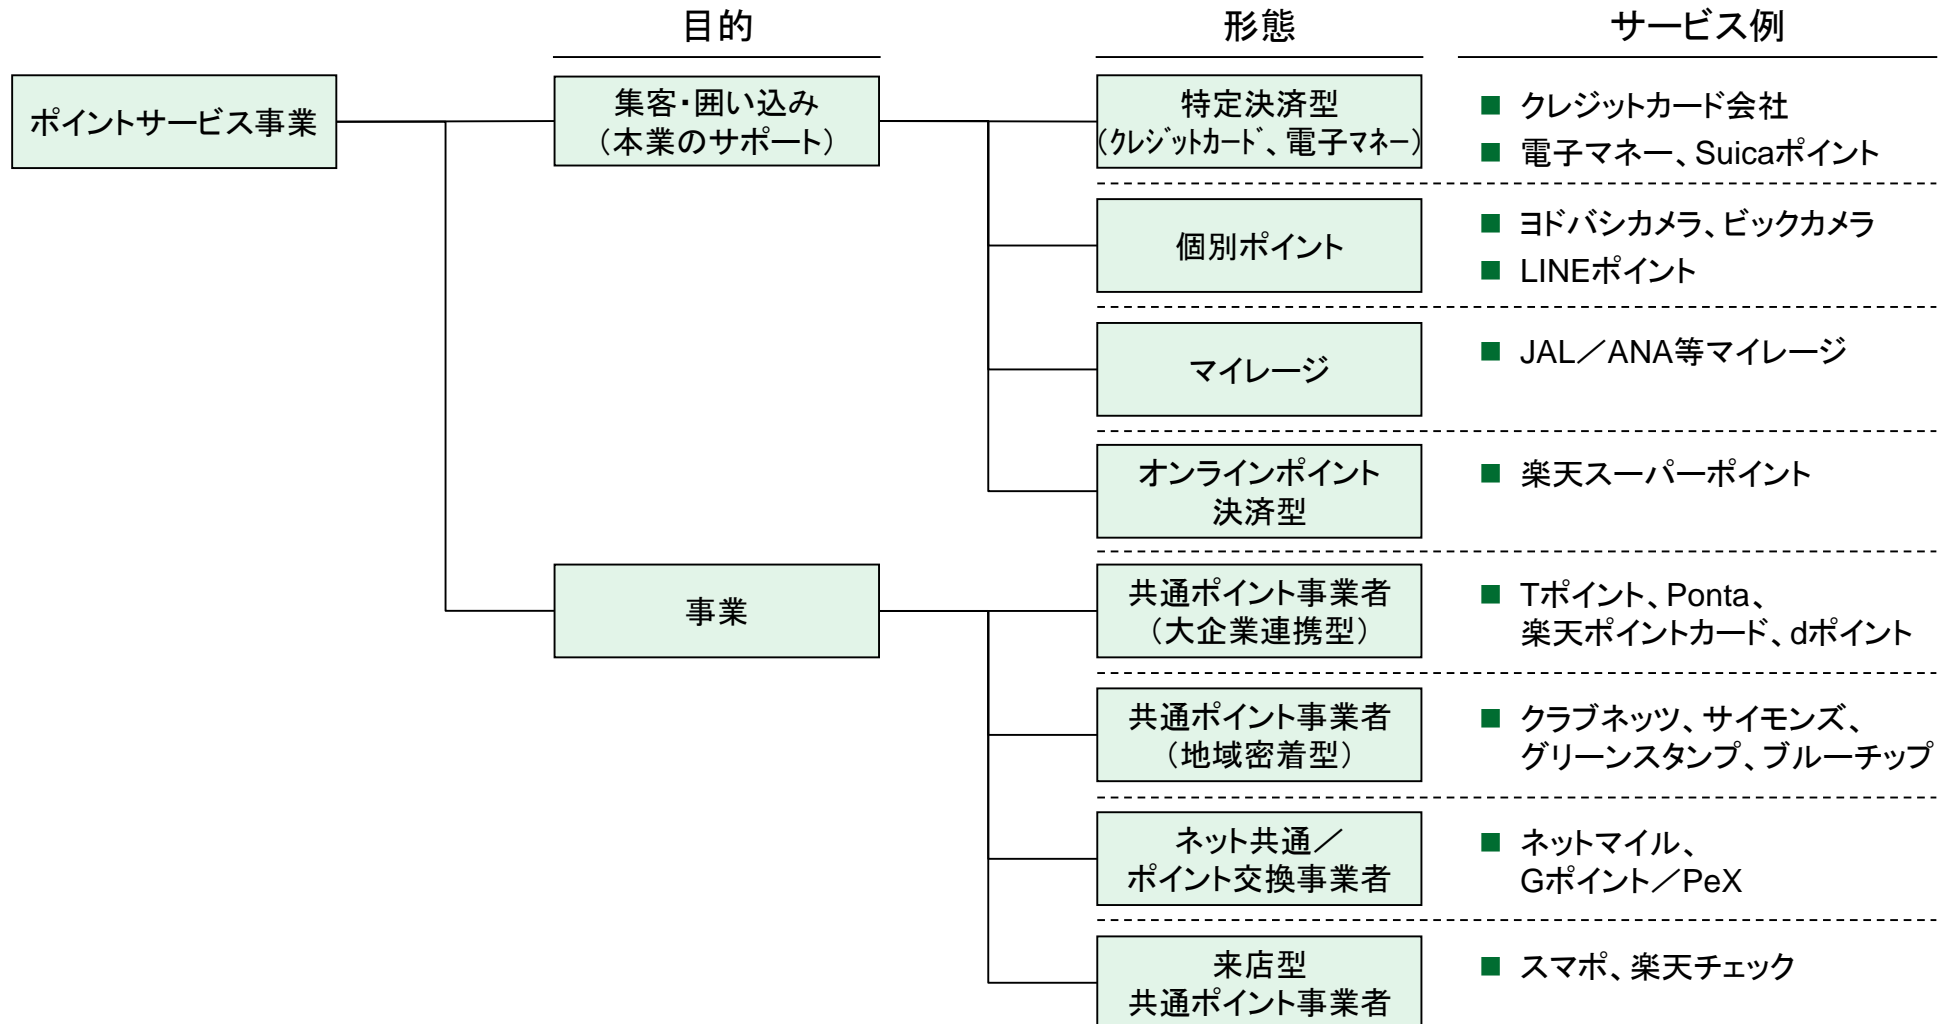 目的
形態
サービス例
ポイントサービス事業
集客・囲い込み
（本業のサポート）
特定決済型
(ｸﾚｼﾞｯﾄｶｰﾄﾞ、電子マネー)
■ クレジットカード会社
■ 電子マネー、Suicaポイント
個別ポイント
■ ヨドバシカメラ、ビックカメラ
■ LINEポイント
マイレージ
■ JAL／ANA等マイレージ
オンラインポイント
決済型
■ 楽天スーパーポイント
事業
共通ポイント事業者
（大企業連携型）
■ Tポイント、Ponta、
楽天ポイントカード、dポイント
共通ポイント事業者
（地域密着型）
■ クラブネッツ、サイモンズ、
グリーンスタンプ、ブルーチップ
ネット共通／
ポイント交換事業者
■ ネットマイル、
Gポイント／PeX
来店型
共通ポイント事業者
■ スマポ、楽天チェック